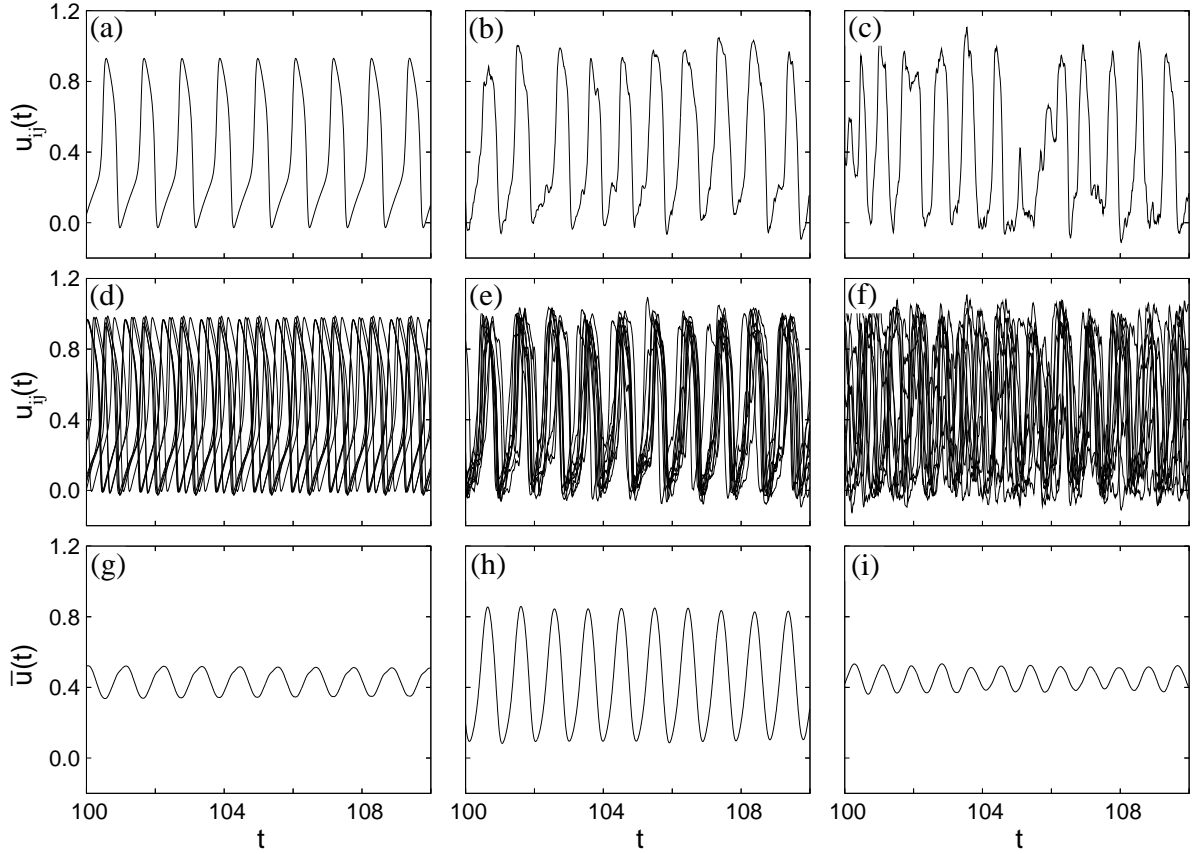 1.2
0.8
0.4
0.0
u_ij(t)
(a)
(b)
(c)
1.2
0.8
0.4
0.0
u_ij(t)
(d)
(e)
(f)
1.2
0.8
0.4
0.0
u̅(t)
(g)
(h)
(i)
100 104 108
100 104 108
100 104 108
t
t
t